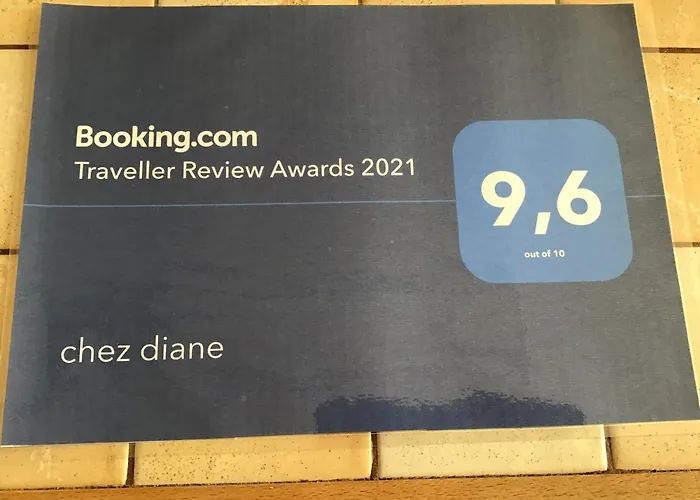 Booking.com
Traveller Review Awards 2021
9,6
out of 10
chez diane